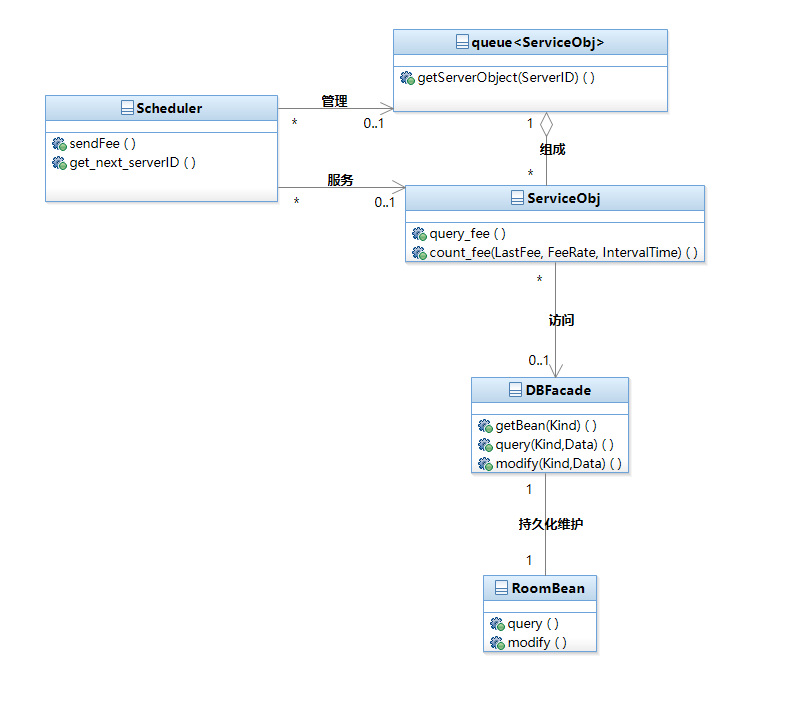 queue<ServiceObj>
getServerObject(ServerID) ( )
Scheduler
sendFee ( )
get_next_serverID ( )
管理
*
0..1
1
组成
*
服务
*
0..1
ServiceObj
query_fee ( )
count_fee(LastFee, FeeRate, IntervalTime) ( )
*
访问
0..1
DBFacade
getBean(Kind) ( )
query(Kind,Data) ( )
modify(Kind,Data) ( )
1
持久化维护
1
RoomBean
query ( )
modify ( )